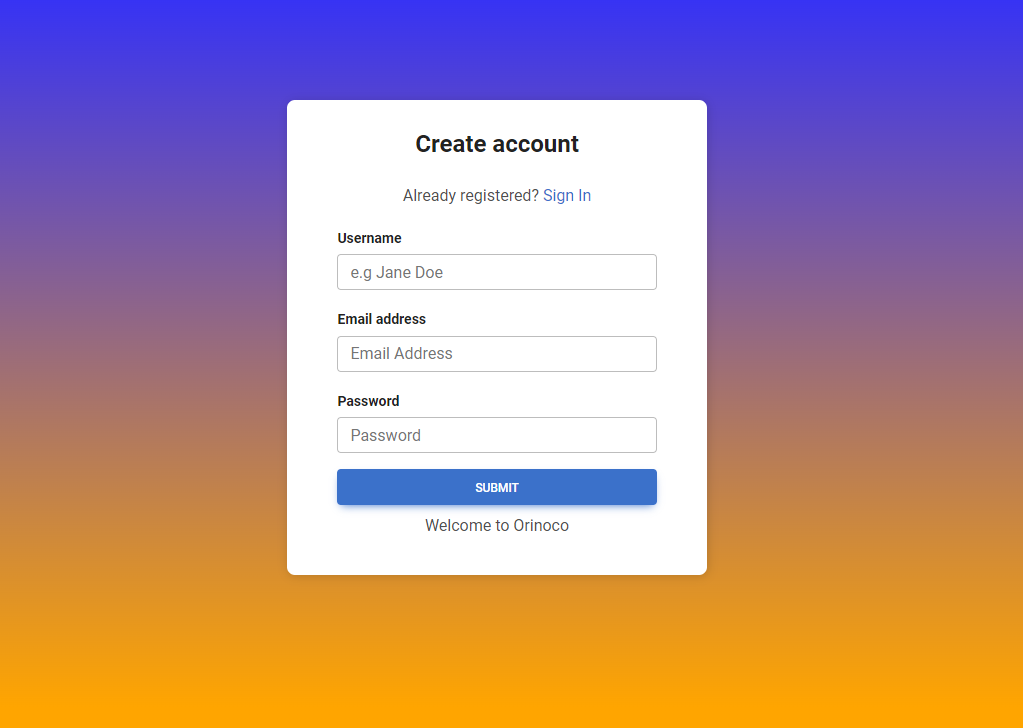 Create account
Already registered? Sign In
Username
e.g Jane Doe
Email address
Email Address
Password
Password
SUBMIT
Welcome to Orinoco